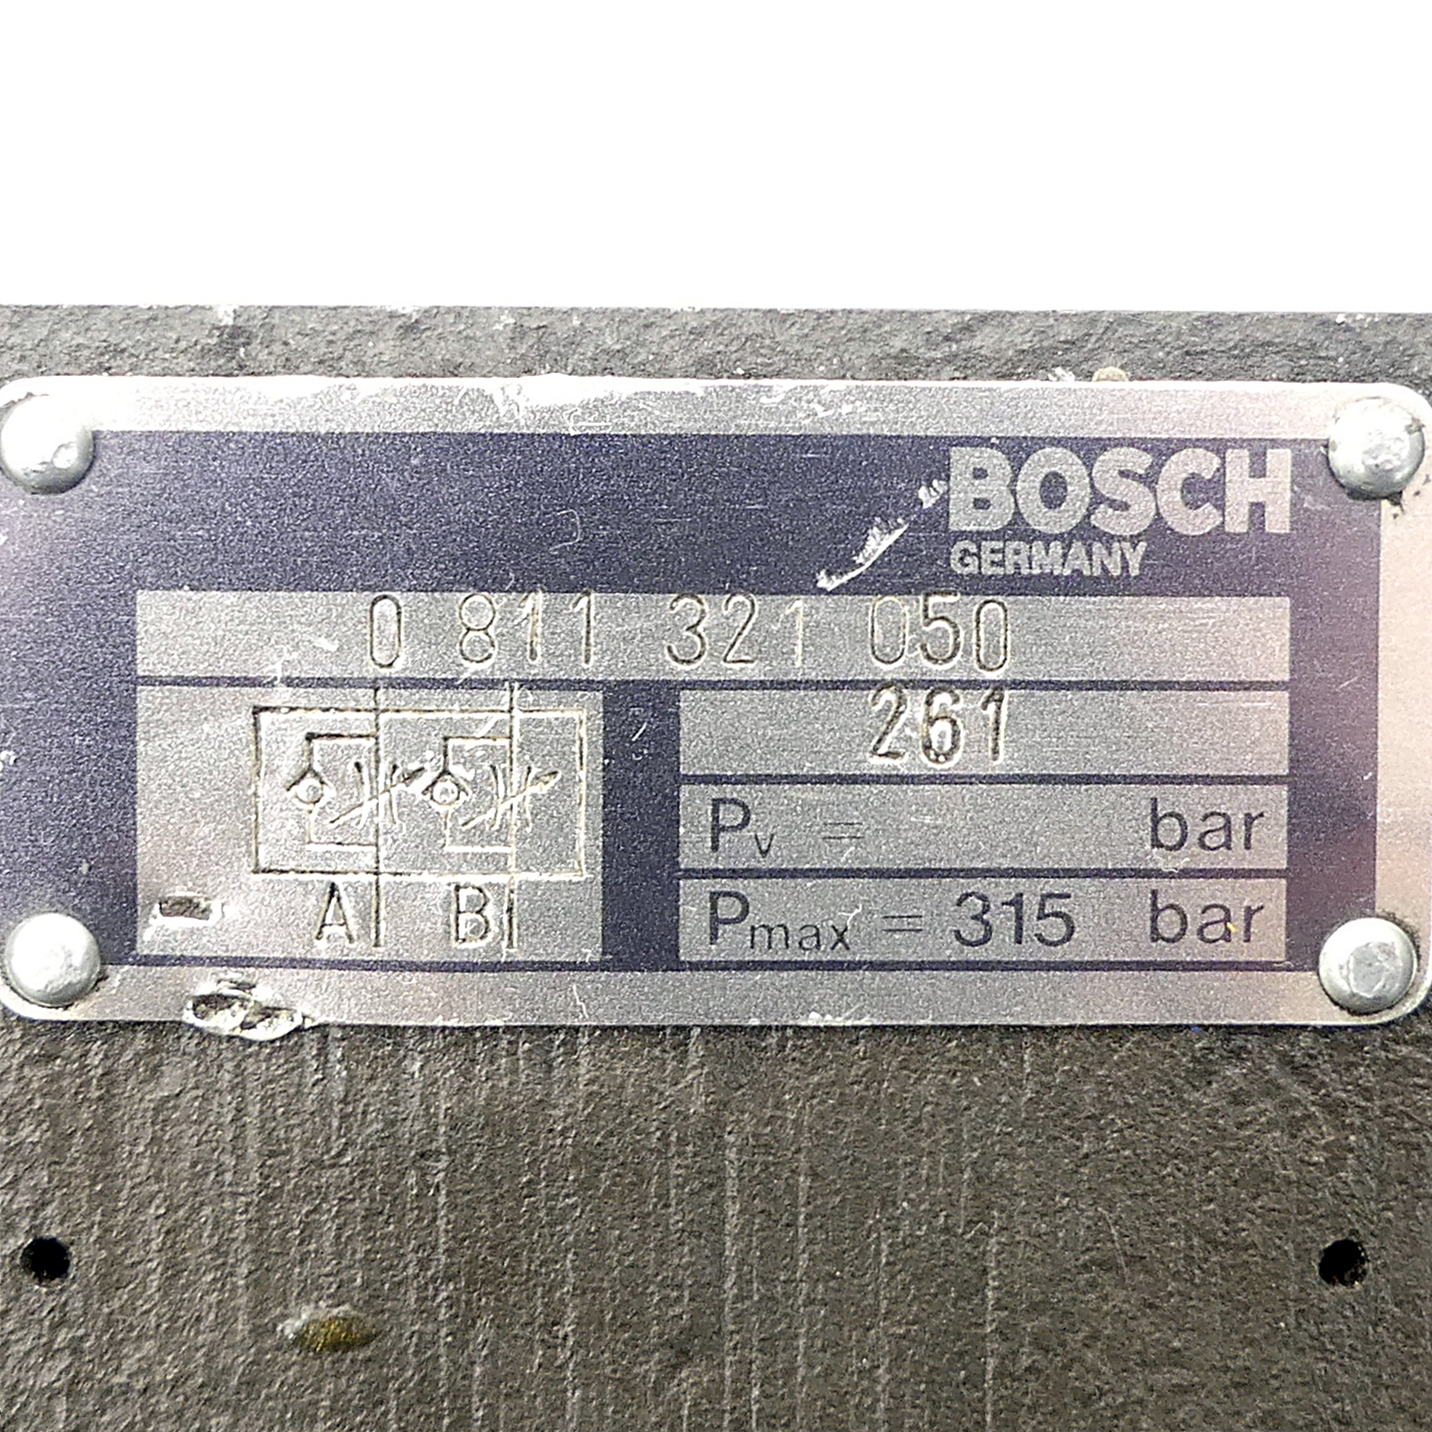 BOSCH
GERMANY
0 811 321 050
261
Pv = bar
Pmax = 315 bar
A B